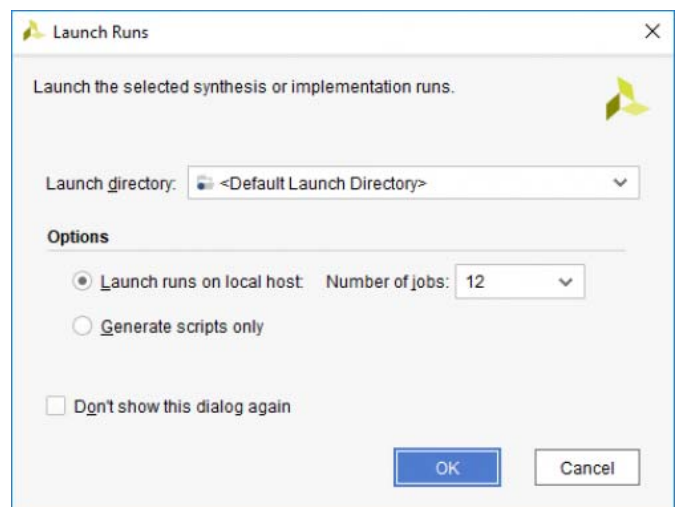 Launch Runs
Launch the selected synthesis or implementation runs.
Launch directory: <Default Launch Directory>
Options
Launch runs on local host: Number of jobs: 12
Generate scripts only
Don't show this dialog again
OK Cancel